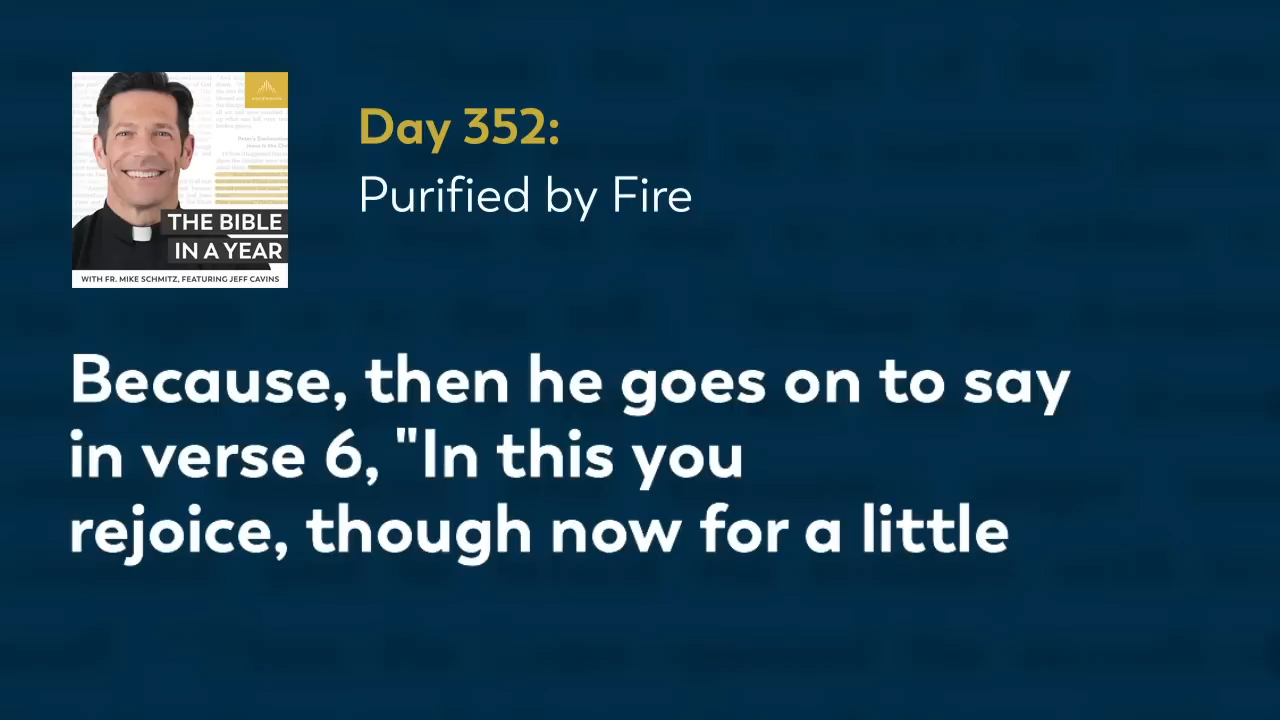 THE BIBLE
IN A YEAR
WITH FR. MIKE SCHMITZ, FEATURING JEFF CAVINS
Day 352:
Purified by Fire
Because, then he goes on to say
in verse 6, "In this you
rejoice, though now for a little